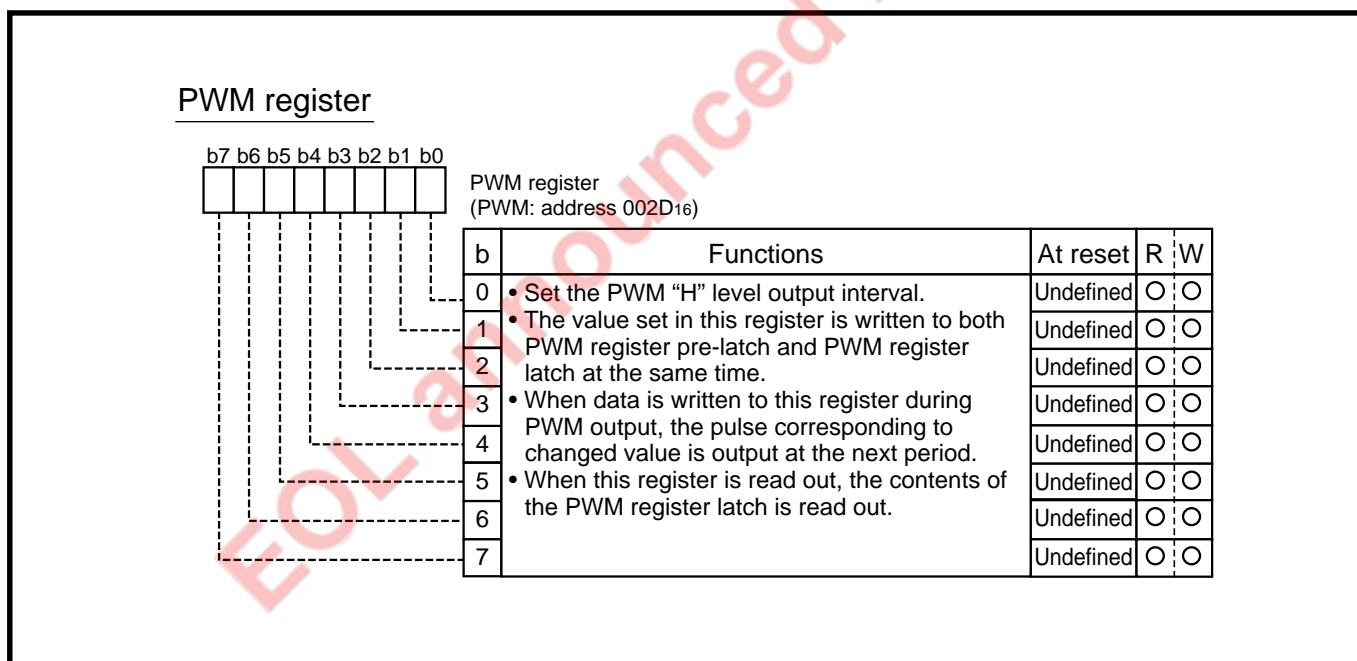 EOL announced
PWM register
b7 b6 b5 b4 b3 b2 b1 b0
PWM register
(PWM: address 002D16)
b Functions At reset R W
0 • Set the PWM “H” level output interval. Undefined O O
1 • The value set in this register is written to both Undefined O O
PWM register pre-latch and PWM register
2 latch at the same time. Undefined O O
3 • When data is written to this register during Undefined O O
PWM output, the pulse corresponding to
4 changed value is output at the next period. Undefined O O
5 • When this register is read out, the contents of Undefined O O
the PWM register latch is read out.
6 Undefined O O
7 Undefined O O